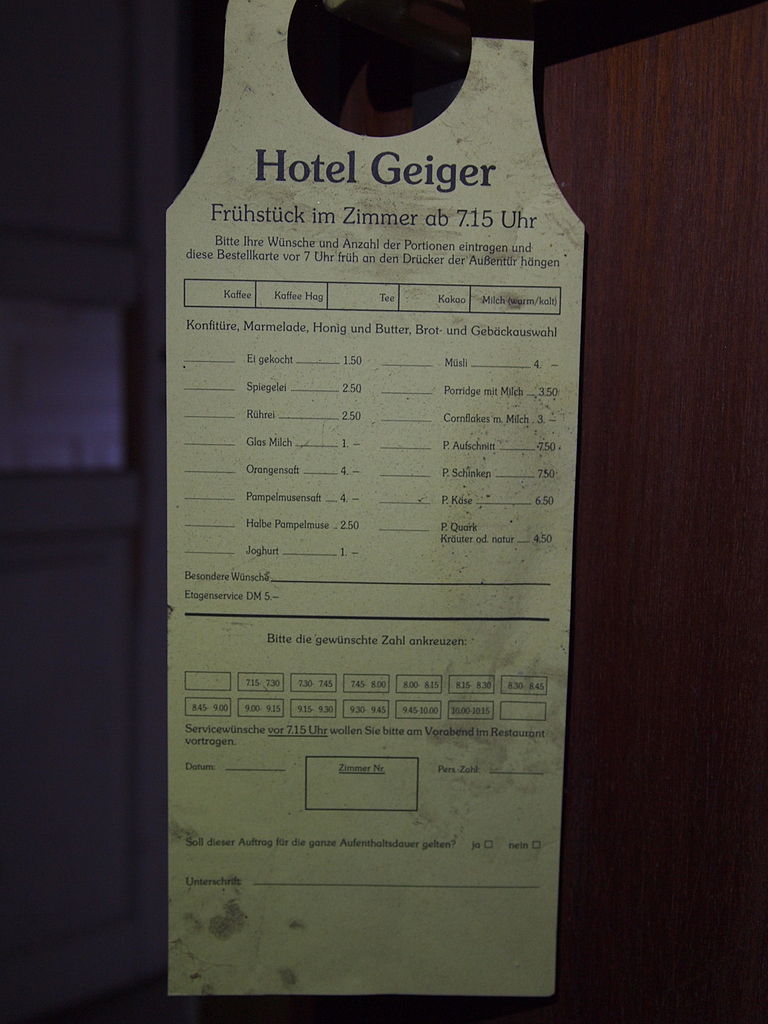 Hotel Geiger
Frühstück im Zimmer ab 7.15 Uhr
Bitte Ihre Wünsche und Anzahl der Portionen eintragen und
diese Bestellkarte vor 7 Uhr früh an den Drücker der Außentür hängen
Kaffee Kaffee Hag Tee Kakao Milch (warm/kalt)
Konfitüre, Marmelade, Honig und Butter, Brot- und Gebäckauswahl
Ei gekocht 1.50 Müsli 4. –
Spiegelei 2.50 Porridge mit Milch 3.50
Rührei 2.50 Cornflakes m. Milch 3. –
Glas Milch 1. – P. Aufschnitt 7.50
Orangensaft 4. – P. Schinken 7.50
Pampelmusensaft 4. – P. Käse 6.50
Halbe Pampelmuse 2.50 P. Quark
Joghurt 1. – Kräuter od. natur 4.50
Besondere Wünsche
Etagenservice DM 5.–
Bitte die gewünschte Zahl ankreuzen:
7.15- 7.30 7.30- 7.45 7.45- 8.00 8.00- 8.15 8.15- 8.30 8.30- 8.45
8.45- 9.00 9.00- 9.15 9.15- 9.30 9.30- 9.45 9.45-10.00 10.00-10.15
Servicewünsche vor 7.15 Uhr wollen Sie bitte am Vorabend im Restaurant
vortragen.
Datum: Zimmer Nr. Pers.-Zahl:
Soll dieser Auftrag für die ganze Aufenthaltsdauer gelten? ja nein
Unterschrift: